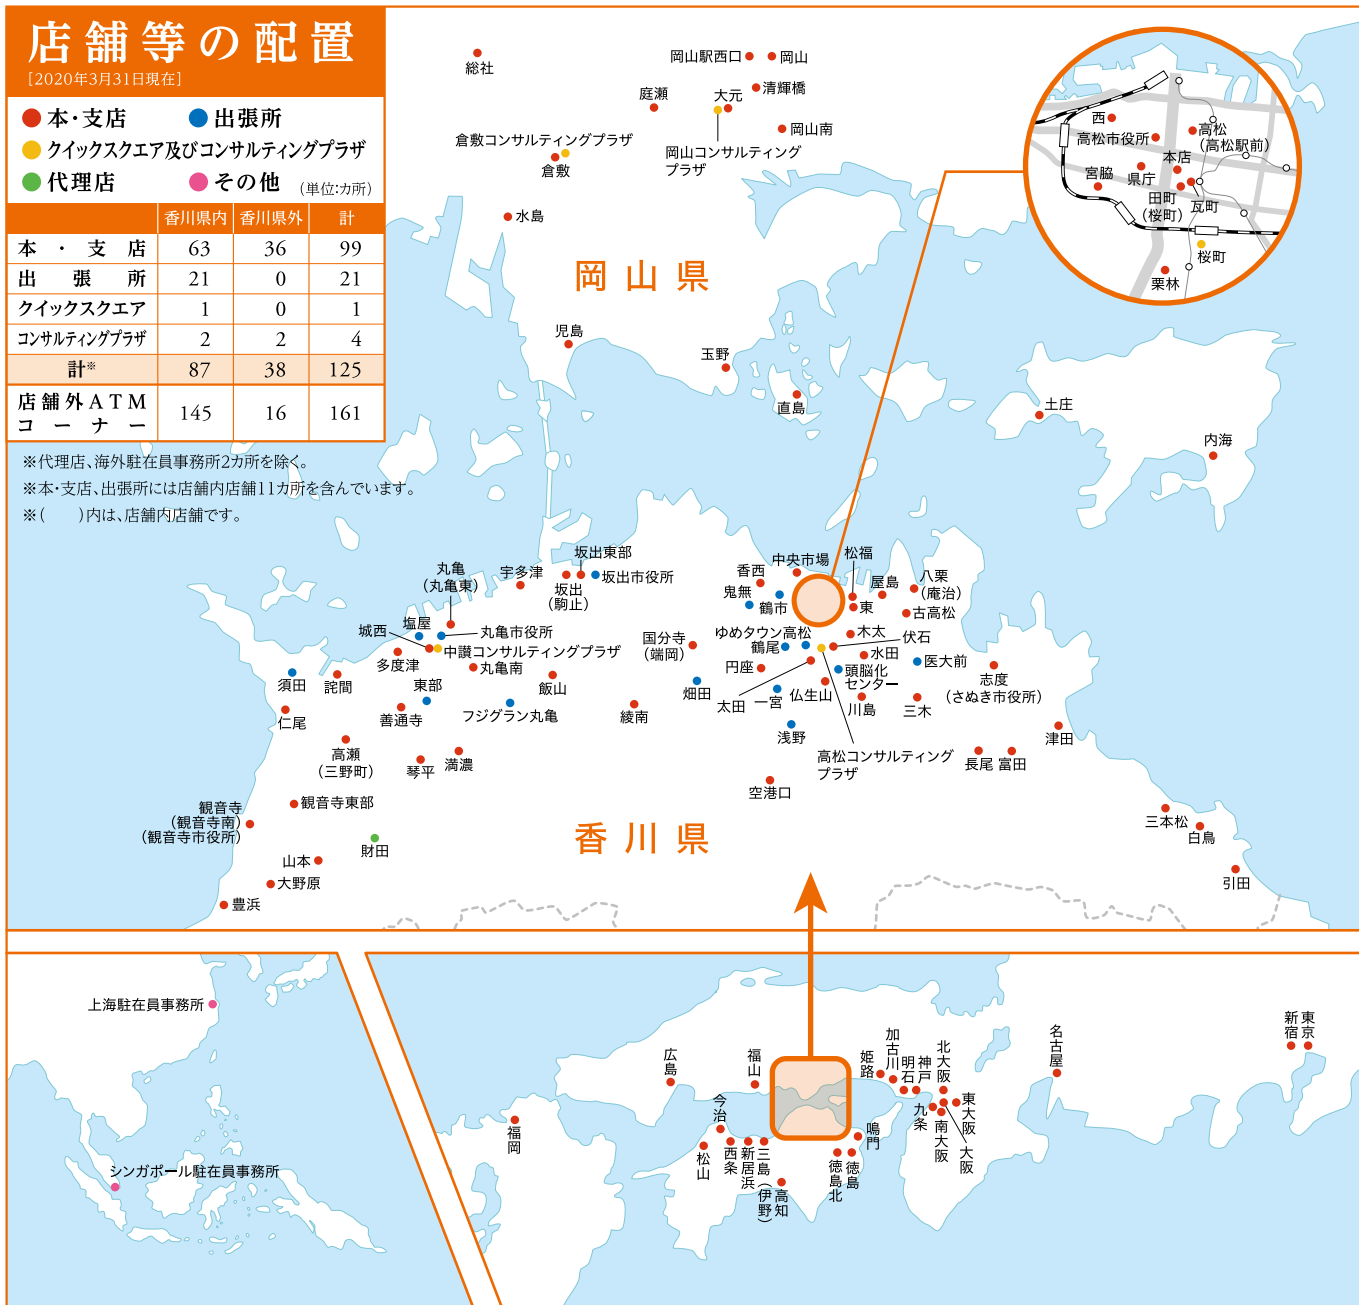 店舗等の配置
[2020年3月31日現在]
本・支店
出張所
クイックスクエア及びコンサルティングプラザ
代理店
その他
(単位:カ所)
香川県内 香川県外 計
本・支店 63 36 99
出張所 21 0 21
クイックスクエア 1 0 1
コンサルティングプラザ 2 2 4
計※ 87 38 125
店舗外ATM
コーナー 145 16 161
※代理店、海外駐在員事務所2カ所を除く。
※本・支店、出張所には店舗内店舗11カ所を含んでいます。
※(　　)内は、店舗内店舗です。
総社
岡山駅西口
岡山
清輝橋
庭瀬
大元
岡山南
倉敷コンサルティングプラザ
倉敷
岡山コンサルティング
プラザ
水島
岡山県
児島
玉野
直島
土庄
内海
西
高松市役所
高松
(高松駅前)
本店
宮脇
県庁
田町
(桜町)
瓦町
桜町
栗林
丸亀
(丸亀東)
宇多津
坂出東部
坂出
(駒止)
坂出市役所
城西
塩屋
丸亀市役所
中讃コンサルティングプラザ
多度津
丸亀南
東部
飯山
善通寺
フジグラン丸亀
須田
詫間
仁尾
高瀬
(三野町)
琴平
満濃
観音寺東部
観音寺
(観音寺南)
(観音寺市役所)
財田
山本
大野原
豊浜
中央市場
松福
香西
鬼無
鶴市
屋島
八栗
(庵治)
東
古高松
国分寺
(端岡)
ゆめタウン高松
鶴尾
木太
伏石
水田
医大前
円座
頭脳化
センター
志度
(さぬき市役所)
畑田
一宮
太田
仏生山
川島
三木
綾南
浅野
高松コンサルティング
プラザ
津田
長尾
富田
空港口
三本松
白鳥
引田
香川県
上海駐在員事務所
シンガポール駐在員事務所
福岡
広島
福山
今治
松山
西条
新居浜
三島
(伊野)
高知
鳴門
徳島北
徳島
姫路
加古川
明石
神戸
北大阪
九条
南大阪
東大阪
大阪
名古屋
新宿
東京